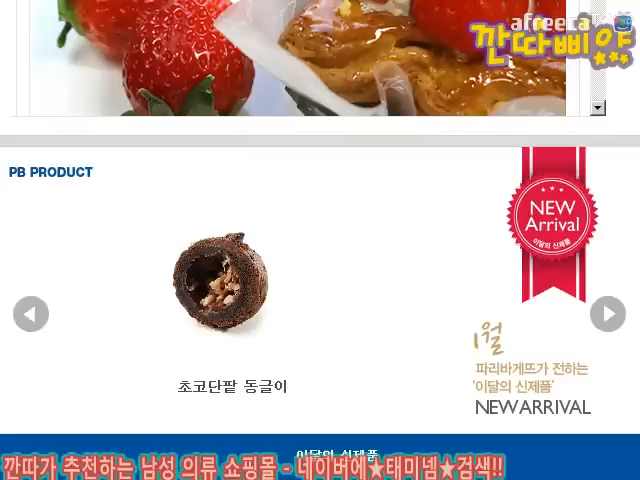 afreecaTV
깐따삐야
PB PRODUCT
NEW
Arrival
이달의 신제품
초코단팥 동글이
1월
파리바게뜨가 전하는
'이달의 신제품'
NEW ARRIVAL
이달의 신제품
깐따가 추천하는 남성 의류 쇼핑몰 - 네이버에★태미넴★검색!!